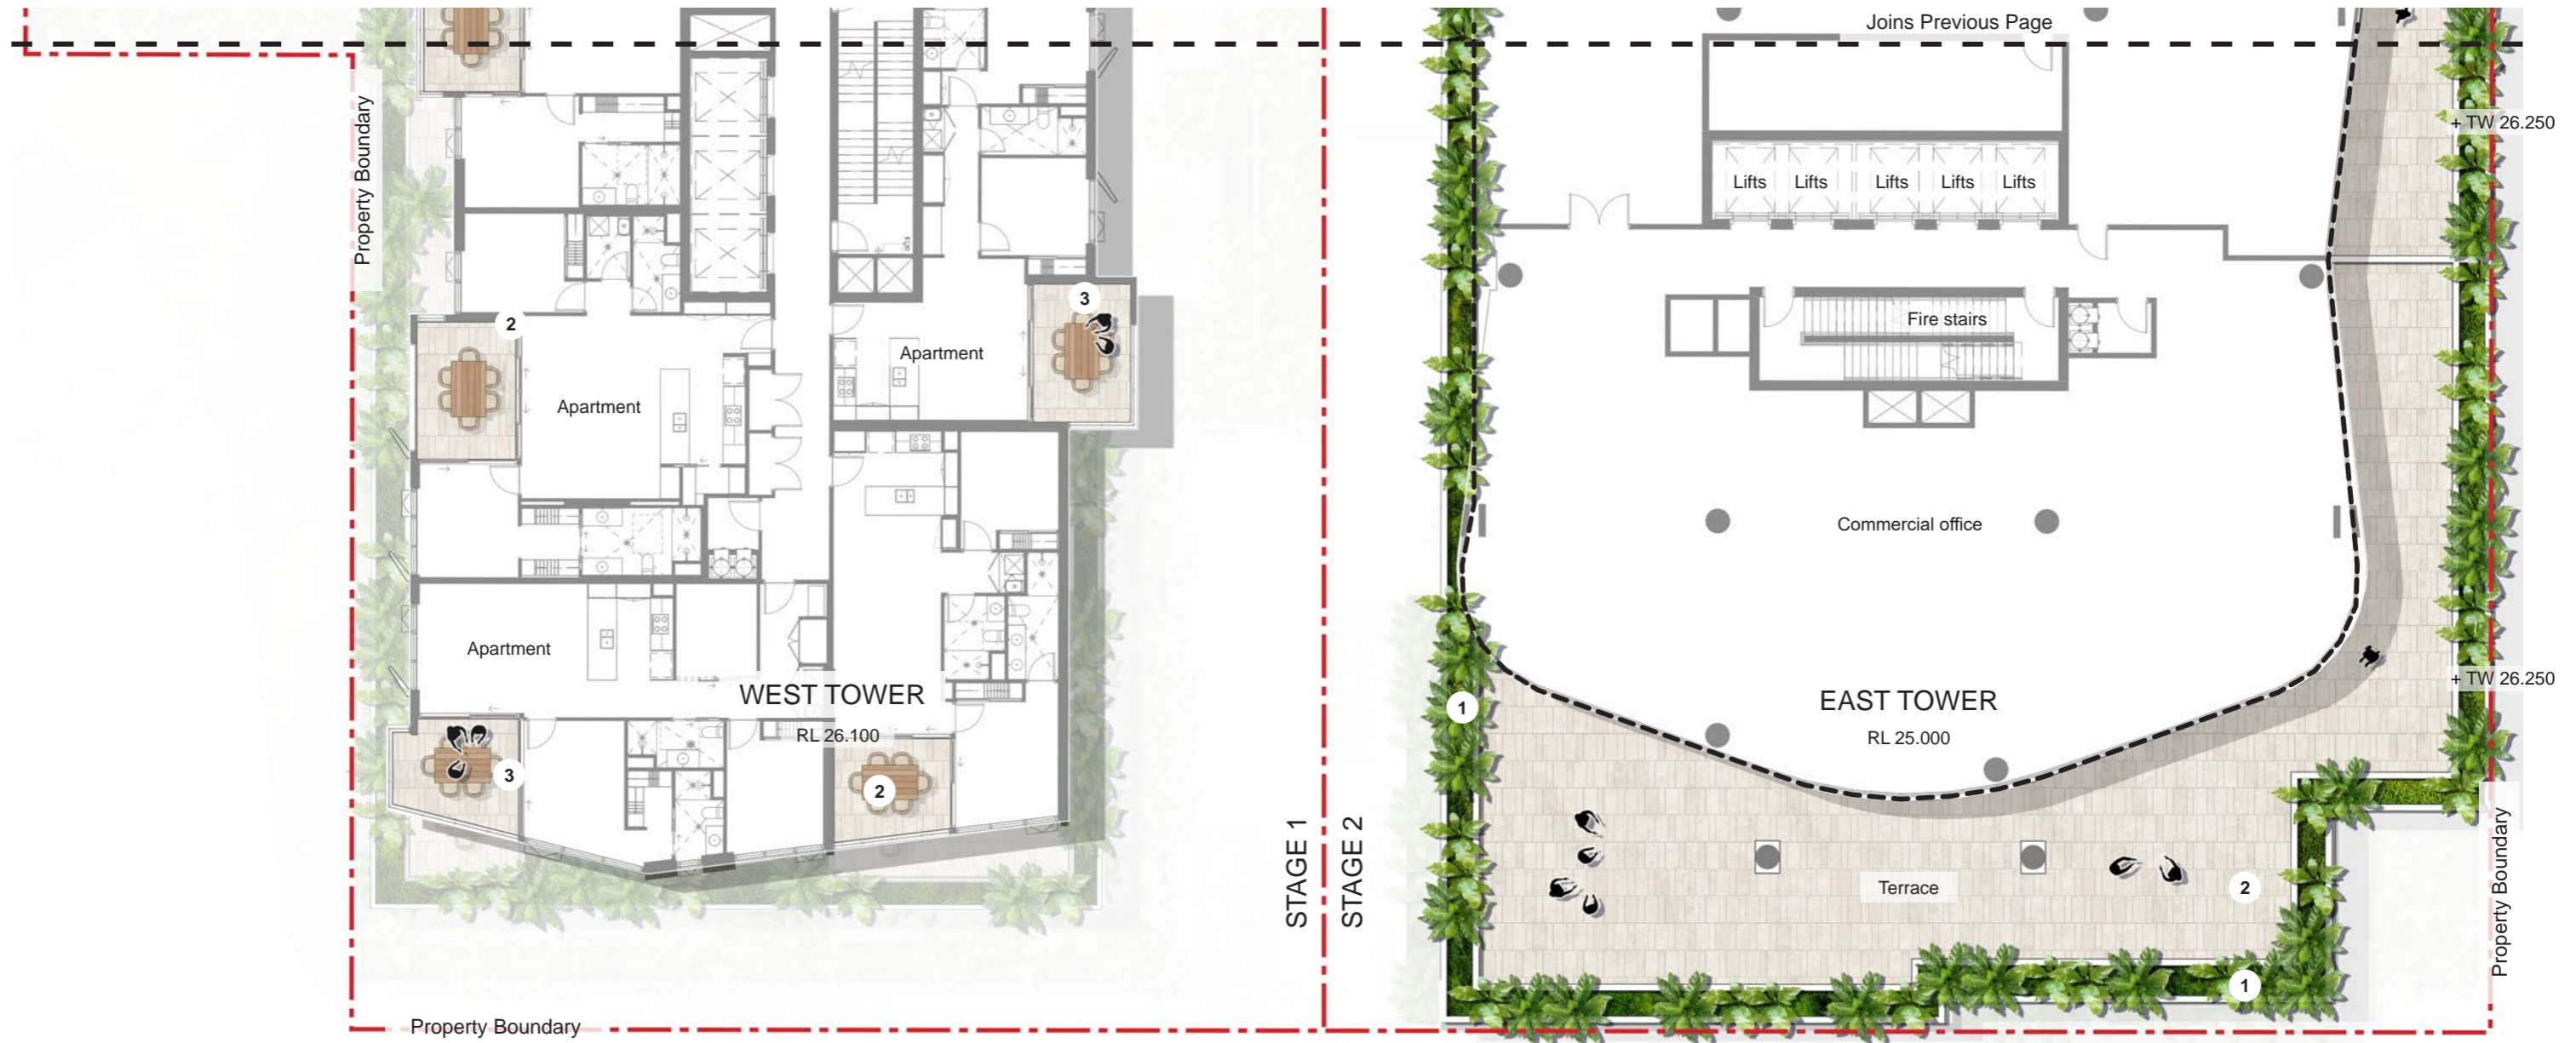 Joins Previous Page
Property Boundary
+ TW 26.250
Lifts
Lifts
Lifts
Lifts
Lifts
3
2
Fire stairs
Apartment
Apartment
Commercial office
Apartment
+ TW 26.250
WEST TOWER
RL 26.100
EAST TOWER
RL 25.000
1
3
2
STAGE 1
STAGE 2
Terrace
2
Property Boundary
1
Property Boundary